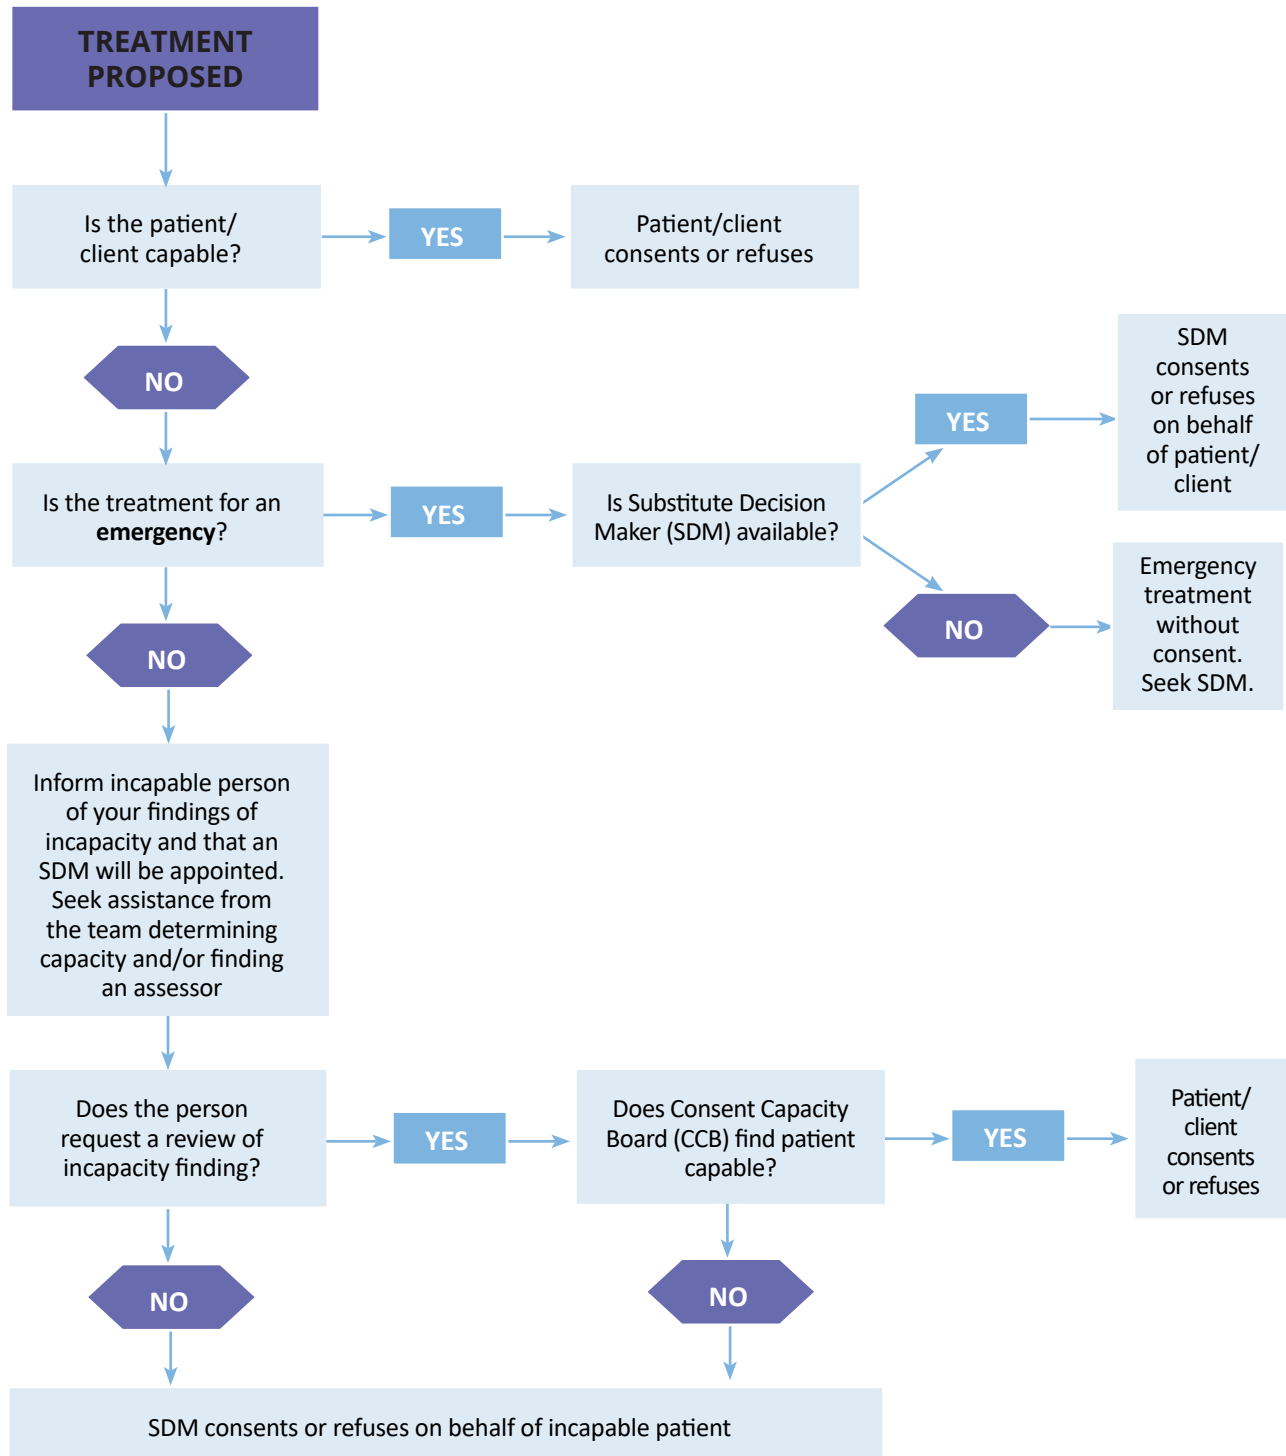 TREATMENT
PROPOSED
Is the patient/
client capable?
YES
Patient/client
consents or refuses
NO
Is the treatment for an
emergency?
YES
Is Substitute Decision
Maker (SDM) available?
YES
SDM
consents
or refuses
on behalf
of patient/
client
NO
Emergency
treatment
without
consent.
Seek SDM.
NO
Inform incapable person
of your findings of
incapacity and that an
SDM will be appointed.
Seek assistance from
the team determining
capacity and/or finding
an assessor
Does the person
request a review of
incapacity finding?
YES
Does Consent Capacity
Board (CCB) find patient
capable?
YES
Patient/
client
consents
or refuses
NO
NO
SDM consents or refuses on behalf of incapable patient